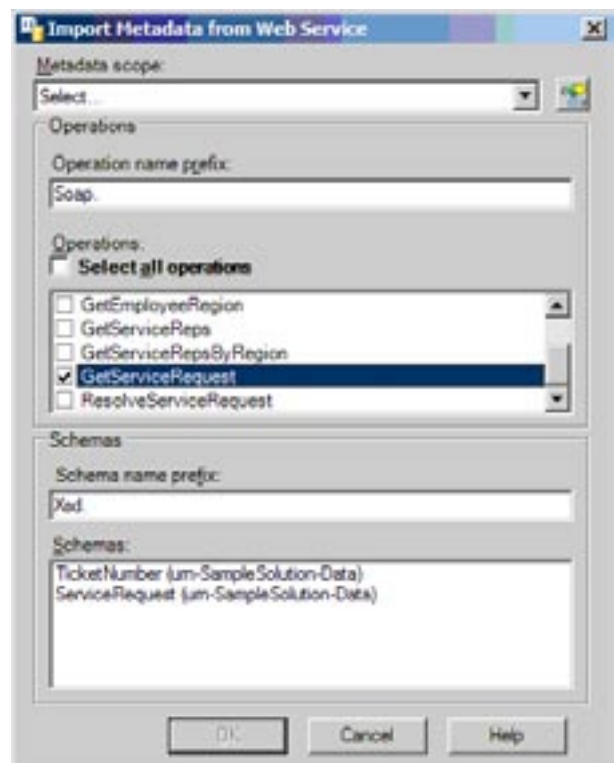 Import Metadata from Web Service
Metadata scope:
Select...
Operations
Operation name prefix:
Soap.
Operations:
Select all operations
GetEmployeeRegion
GetServiceReps
GetServiceRepsByRegion
GetServiceRequest
ResolveServiceRequest
Schemas
Schema name prefix:
Xsd.
Schemas:
TicketNumber (urn-SampleSolution-Data)
ServiceRequest (urn-SampleSolution-Data)
OK
Cancel
Help